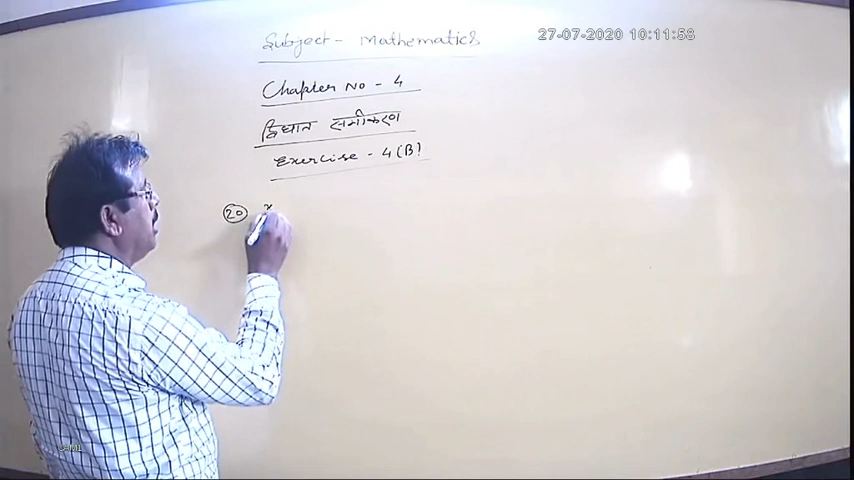 Subject - Mathematics
27-07-2020 10:11:58
Chapter No - 4
विघात समीकरण
Exercise - 4 (B)
20 x